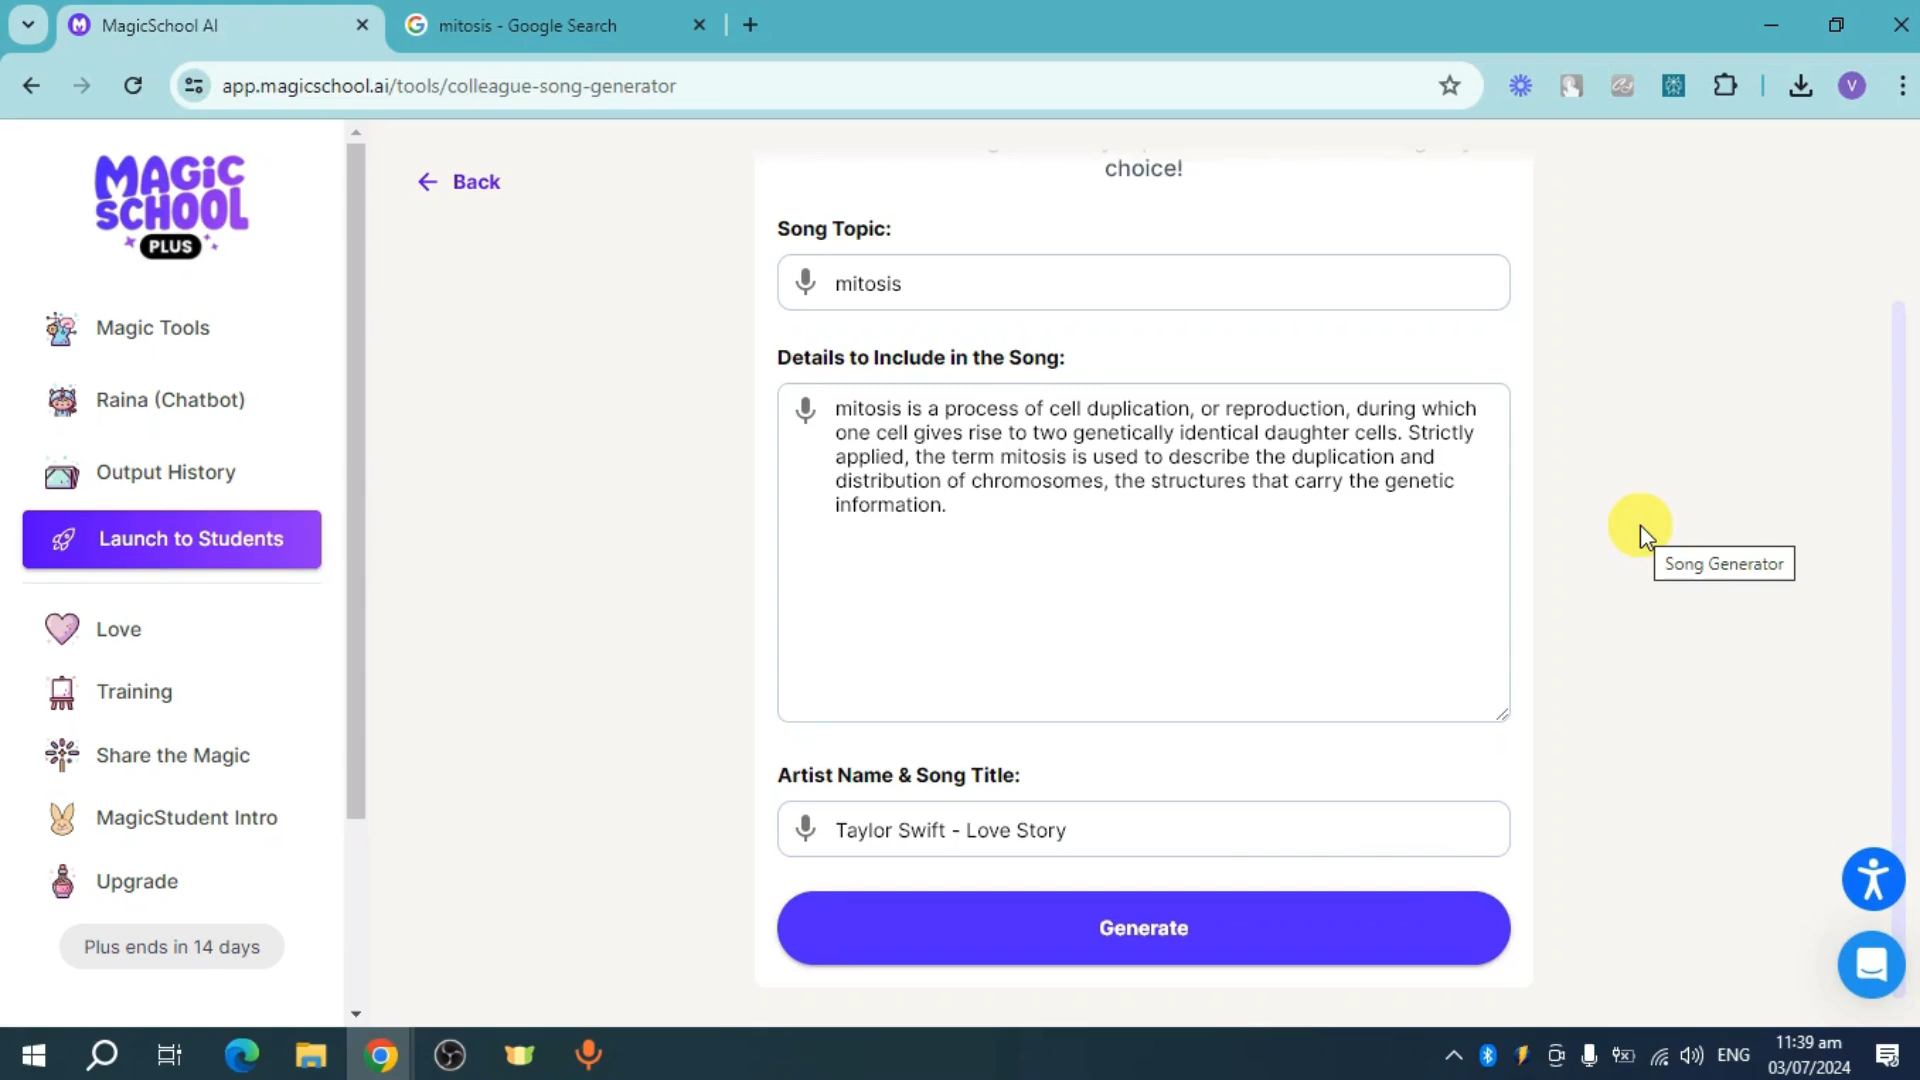 MagicSchool AI
mitosis - Google Search
app.magicschool.ai/tools/colleague-song-generator
V
MAGiC
SCHOOL
PLUS
Magic Tools
Raina (Chatbot)
Output History
Launch to Students
Love
Training
Share the Magic
MagicStudent Intro
Upgrade
Plus ends in 14 days
Back
choice!
Song Topic:
mitosis
Details to Include in the Song:
mitosis is a process of cell duplication, or reproduction, during which
one cell gives rise to two genetically identical daughter cells. Strictly
applied, the term mitosis is used to describe the duplication and
distribution of chromosomes, the structures that carry the genetic
information.
Artist Name & Song Title:
Taylor Swift - Love Story
Generate
Song Generator
ENG
11:39 am
03/07/2024